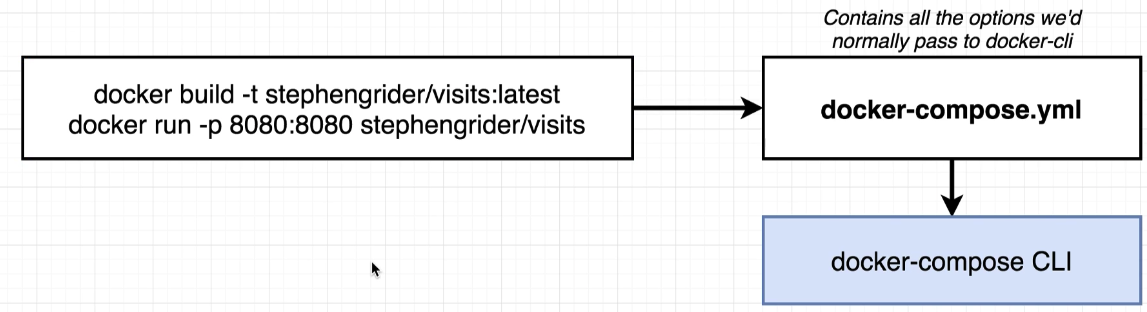 Contains all the options we'd
normally pass to docker-cli
docker build -t stephengrider/visits:latest
docker run -p 8080:8080 stephengrider/visits
docker-compose.yml
docker-compose CLI